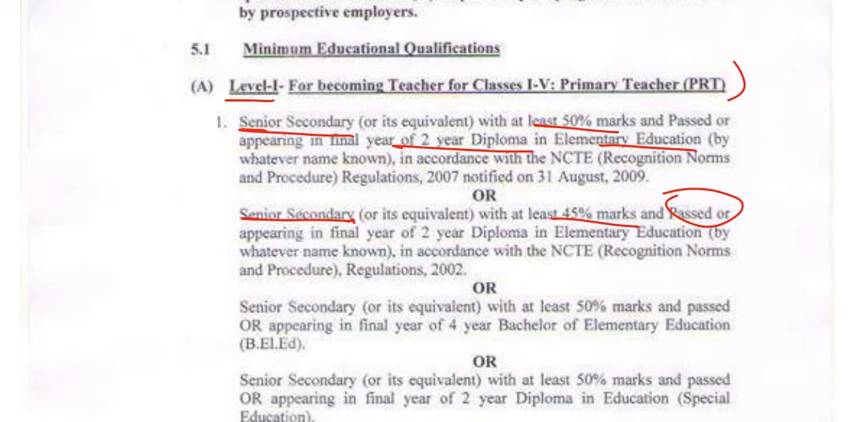 by prospective employers.
5.1 Minimum Educational Qualifications
(A) Level-I- For becoming Teacher for Classes I-V: Primary Teacher (PRT)
1. Senior Secondary (or its equivalent) with at least 50% marks and Passed or
appearing in final year of 2 year Diploma in Elementary Education (by
whatever name known), in accordance with the NCTE (Recognition Norms
and Procedure) Regulations, 2007 notified on 31 August, 2009.
OR
Senior Secondary (or its equivalent) with at least 45% marks and Passed or
appearing in final year of 2 year Diploma in Elementary Education (by
whatever name known), in accordance with the NCTE (Recognition Norms
and Procedure), Regulations, 2002.
OR
Senior Secondary (or its equivalent) with at least 50% marks and passed
OR appearing in final year of 4 year Bachelor of Elementary Education
(B.El.Ed).
OR
Senior Secondary (or its equivalent) with at least 50% marks and passed
OR appearing in final year of 2 year Diploma in Education (Special
Education).